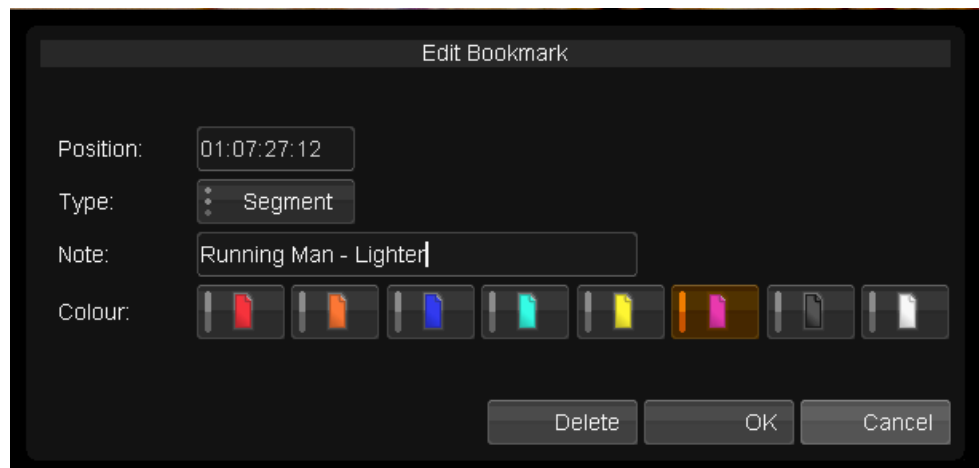 Edit Bookmark
Position: 01:07:27:12
Type: Segment
Note: Running Man - Lighter
Colour:
Delete OK Cancel